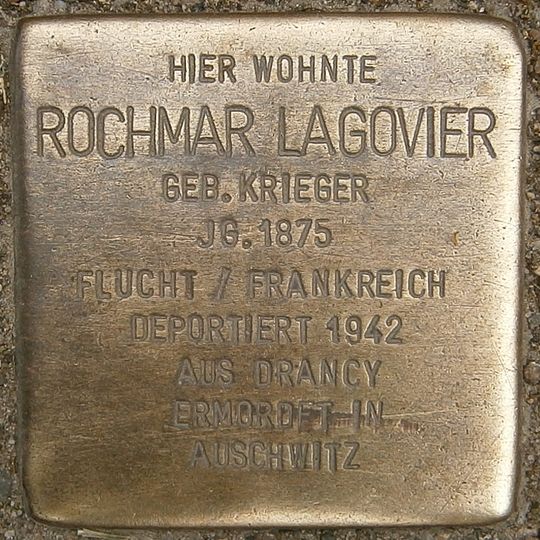 HIER WOHNTE
ROCHMAR LAGOVIER
GEB. KRIEGER
JG. 1875
FLUCHT / FRANKREICH
DEPORTIERT 1942
AUS DRANCY
ERMORDET IN
AUSCHWITZ